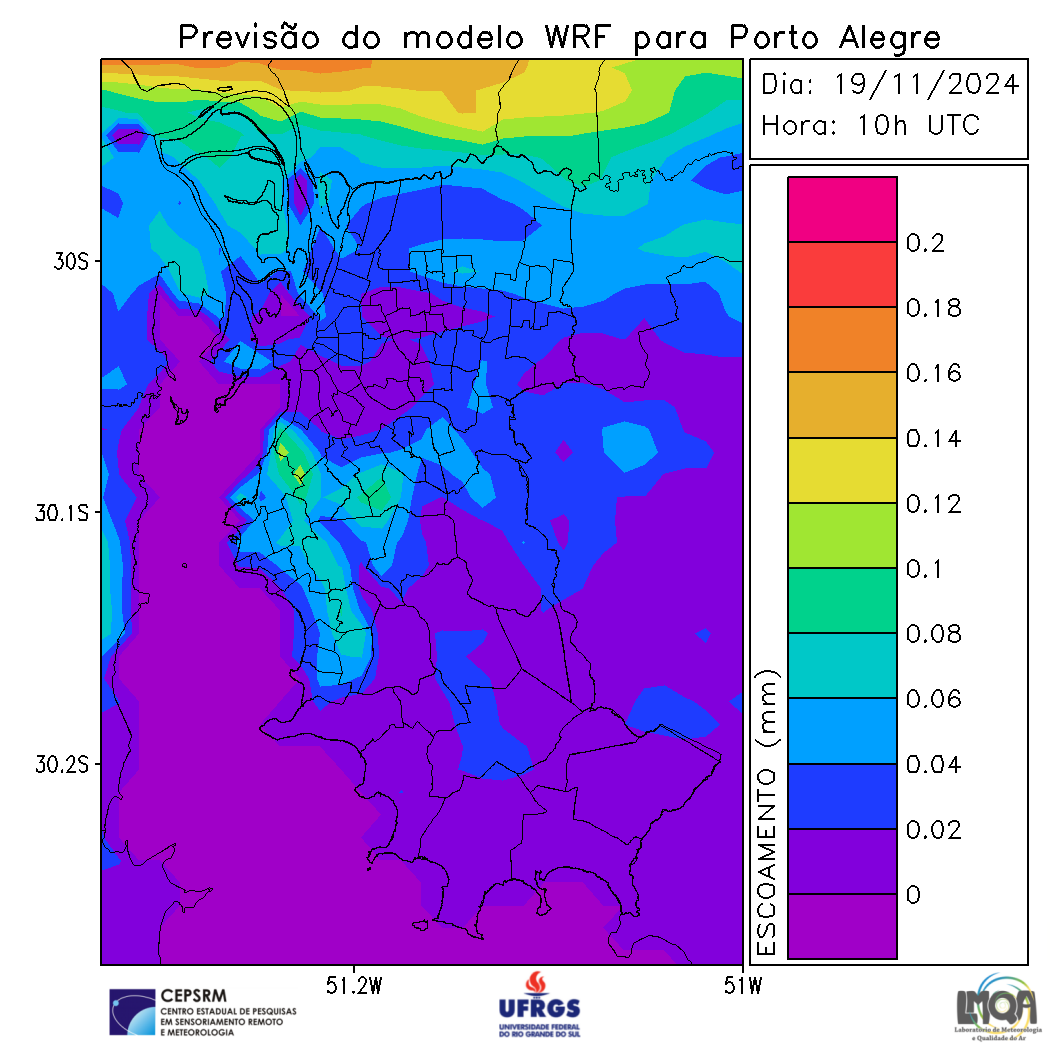 Previsão do modelo WRF para Porto Alegre
Dia: 19/11/2024
Hora: 10h UTC
30S
30.1S
30.2S
51.2W
51W
0.2
0.18
0.16
0.14
0.12
0.1
0.08
0.06
0.04
0.02
0
ESCOAMENTO (mm)
CEPSRM
CENTRO ESTADUAL DE PESQUISAS
EM SENSORIAMENTO REMOTO
E METEOROLOGIA
UFRGS
UNIVERSIDADE FEDERAL
DO RIO GRANDE DO SUL
LMQA
Laboratório de Meteorologia
e Qualidade do Ar